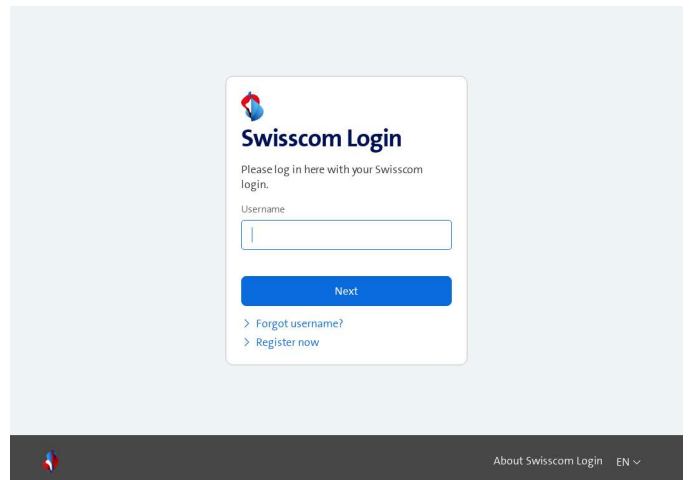 Swisscom Login
Please log in here with your Swisscom
login.
Username
Next
Forgot username?
Register now
About Swisscom Login EN